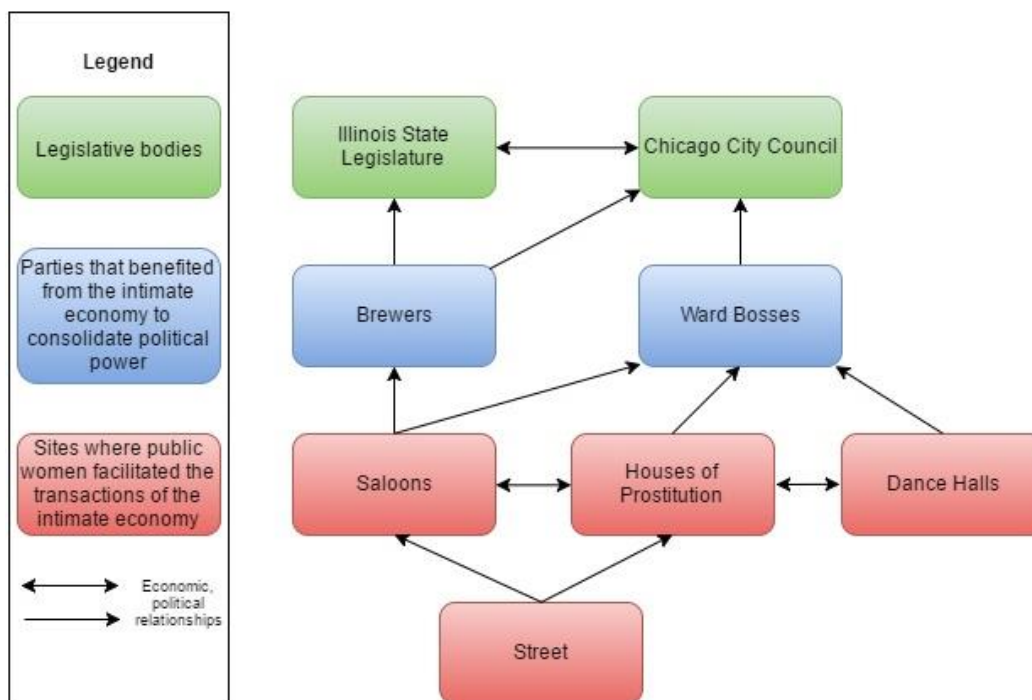 Legend
Legislative bodies
Parties that benefited
from the intimate
economy to
consolidate political
power
Sites where public
women facilitated the
transactions of the
intimate economy
Economic,
political
relationships
Illinois State
Legislature
Chicago City Council
Brewers
Ward Bosses
Saloons
Houses of
Prostitution
Dance Halls
Street